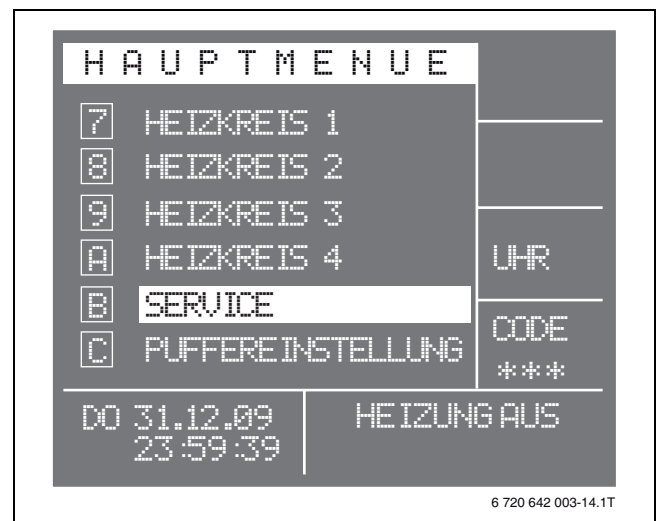 HAUPTMENUE
7 HEIZKREIS 1
8 HEIZKREIS 2
9 HEIZKREIS 3
A HEIZKREIS 4
B SERVICE
C PUFFEREINSTELLUNG
UHR
CODE
***
DO 31.12.09
23:59:39
HEIZUNG AUS
6 720 642 003-14.1T